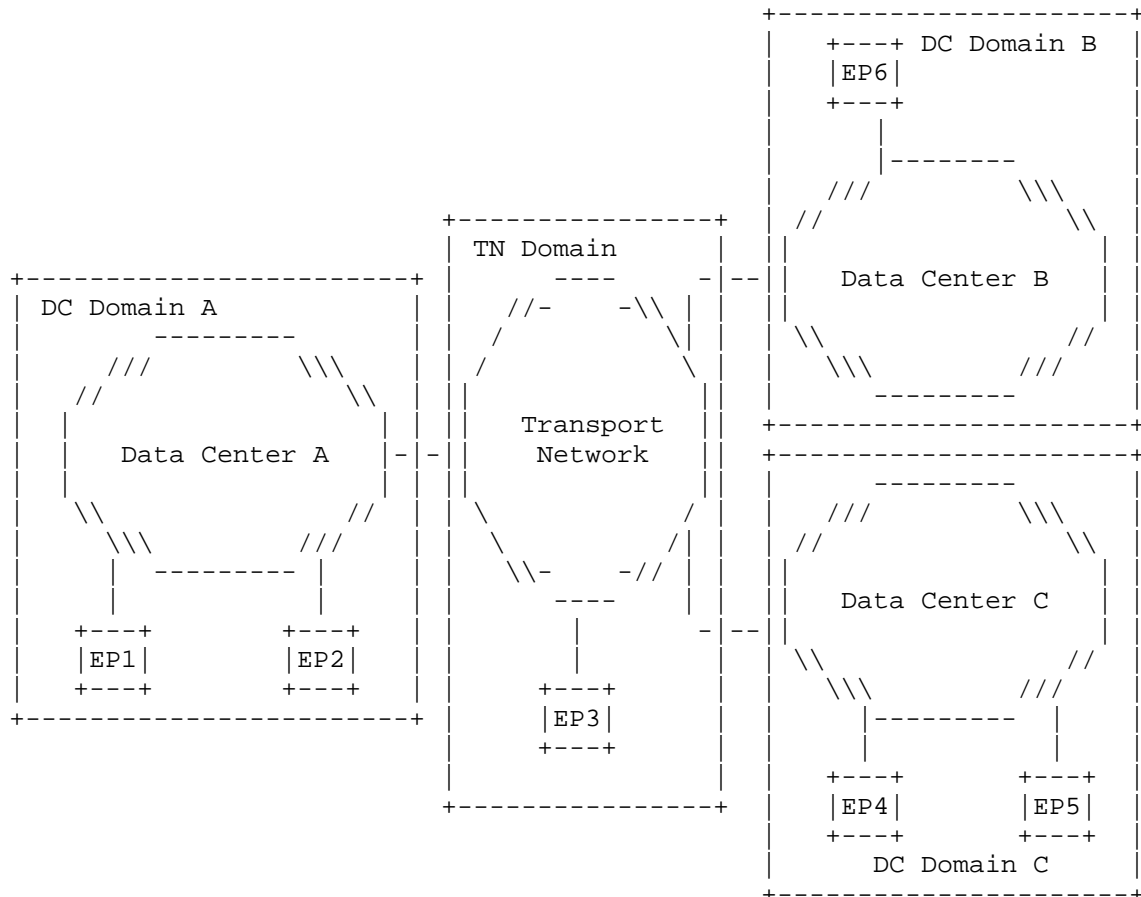 DC Domain B
EP6
TN Domain
Data Center B
DC Domain A
Transport
Network
Data Center A
Data Center C
EP1
EP2
EP3
EP4
EP5
DC Domain C